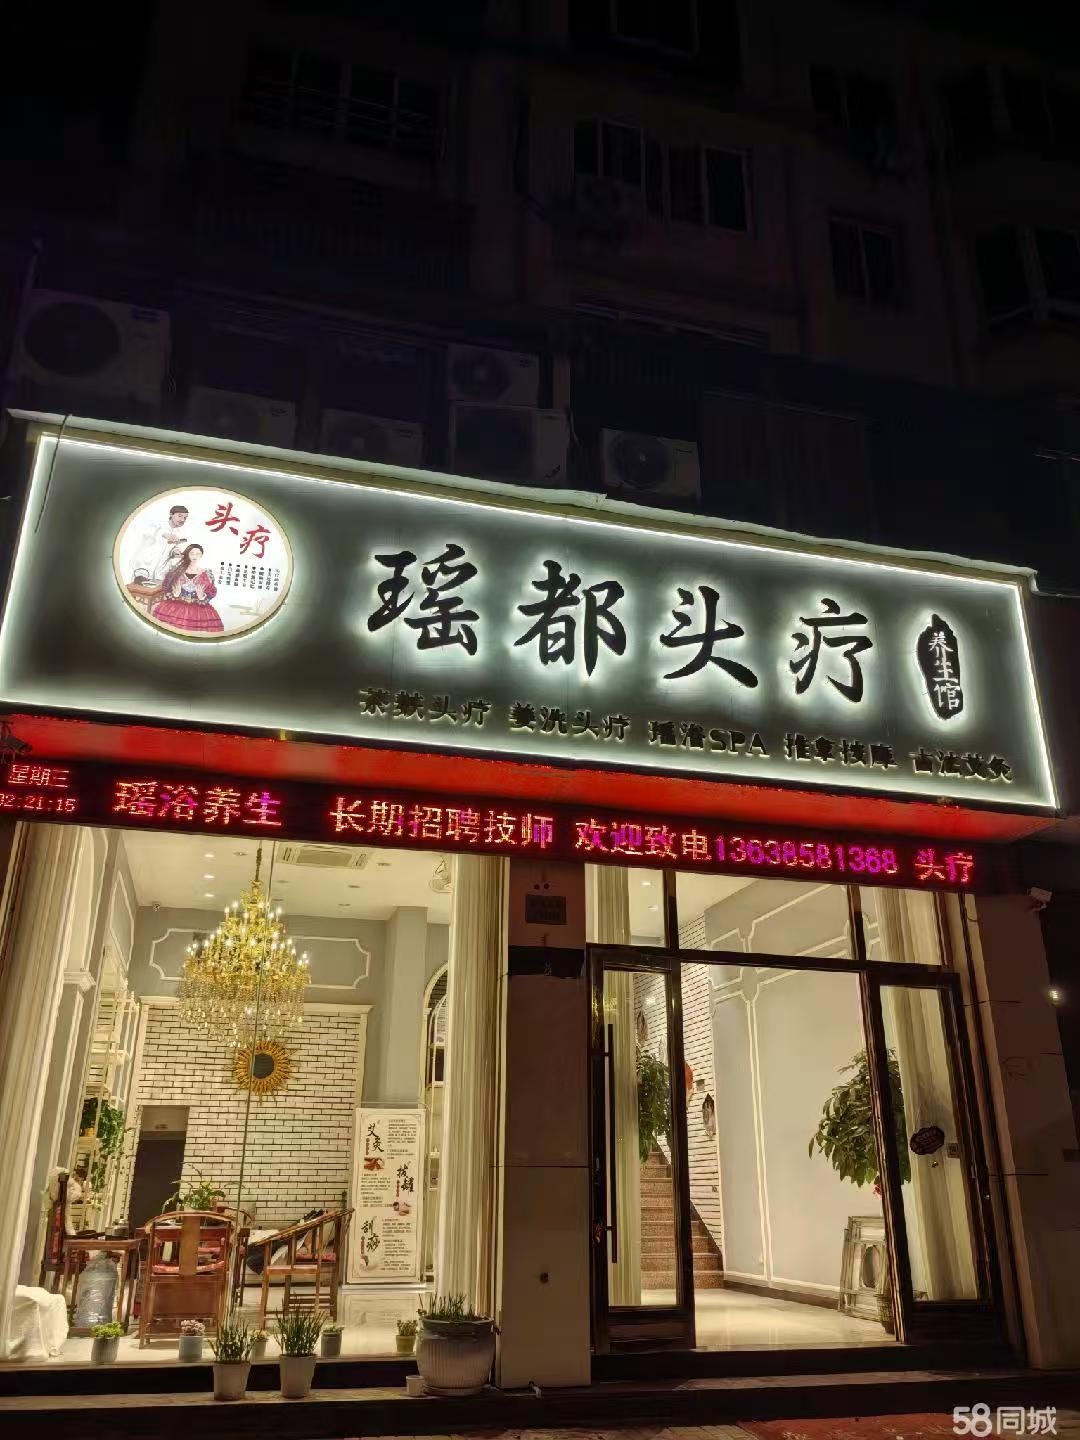 头疗
瑶都头疗
养生馆
茶麸头疗 姜洗头疗 瑶浴SPA 推拿按摩 古法艾灸
星期三
02:21:15
瑶浴养生 长期招聘技师 欢迎致电13638581368 头疗
艾灸
拔罐
刮痧
58同城